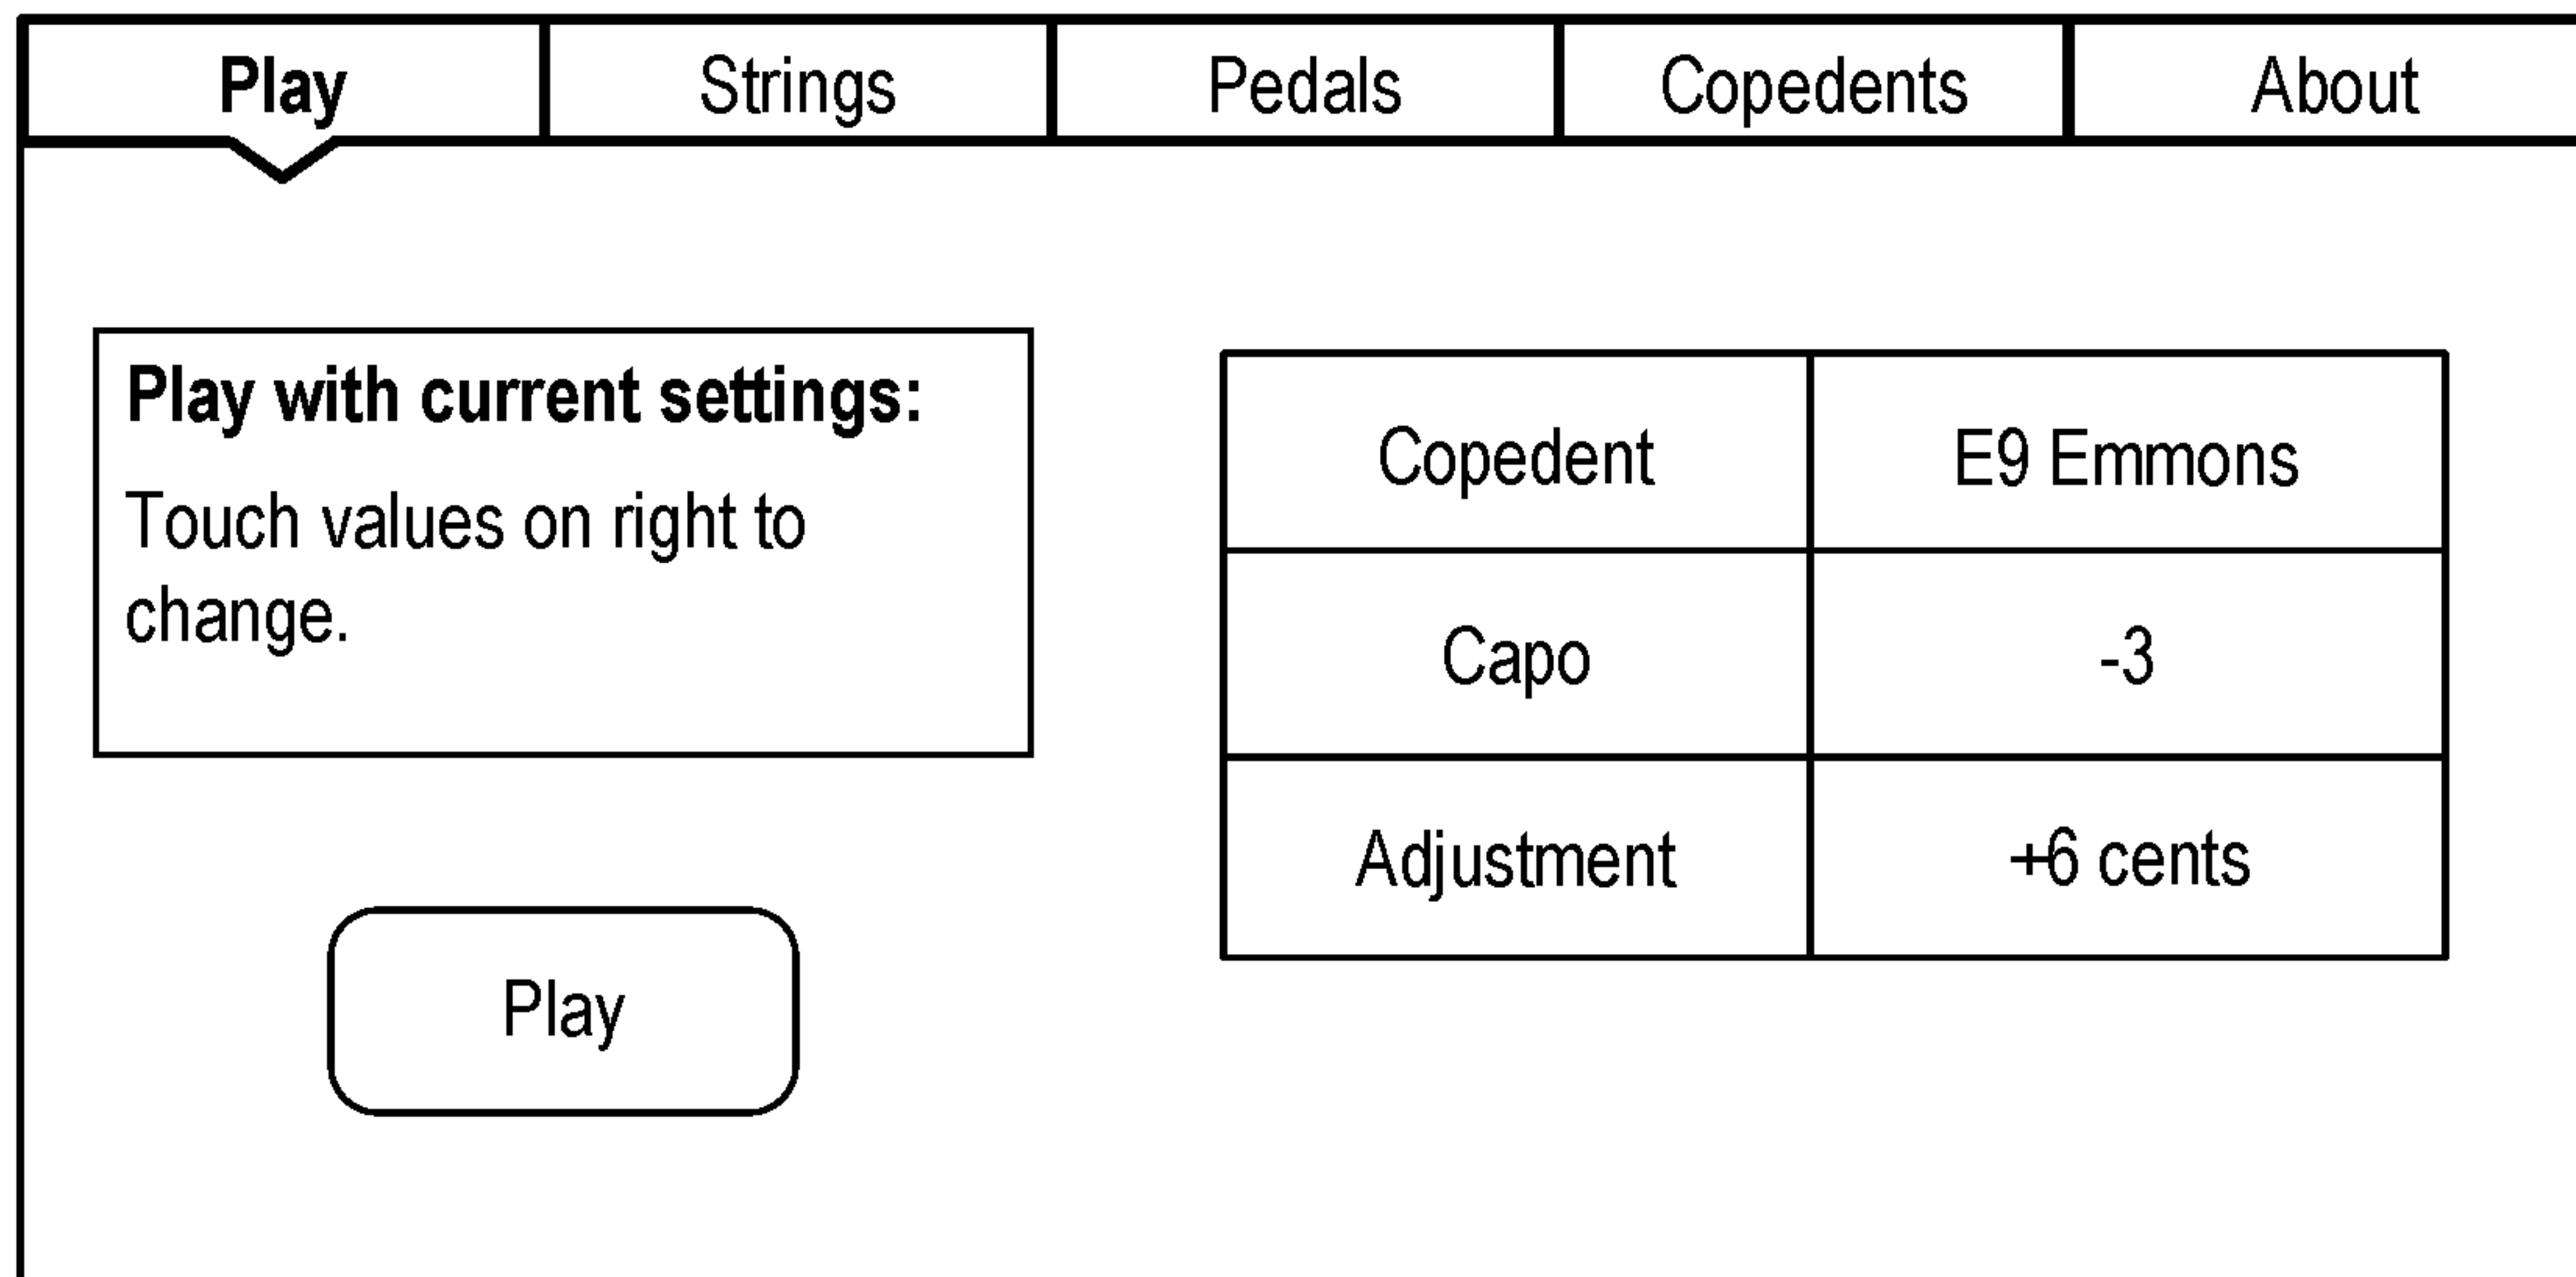 Play
Strings
Pedals
Copedents
About
Play with current settings:
Touch values on right to
change.
Copedent
E9 Emmons
Capo
-3
Adjustment
+6 cents
Play